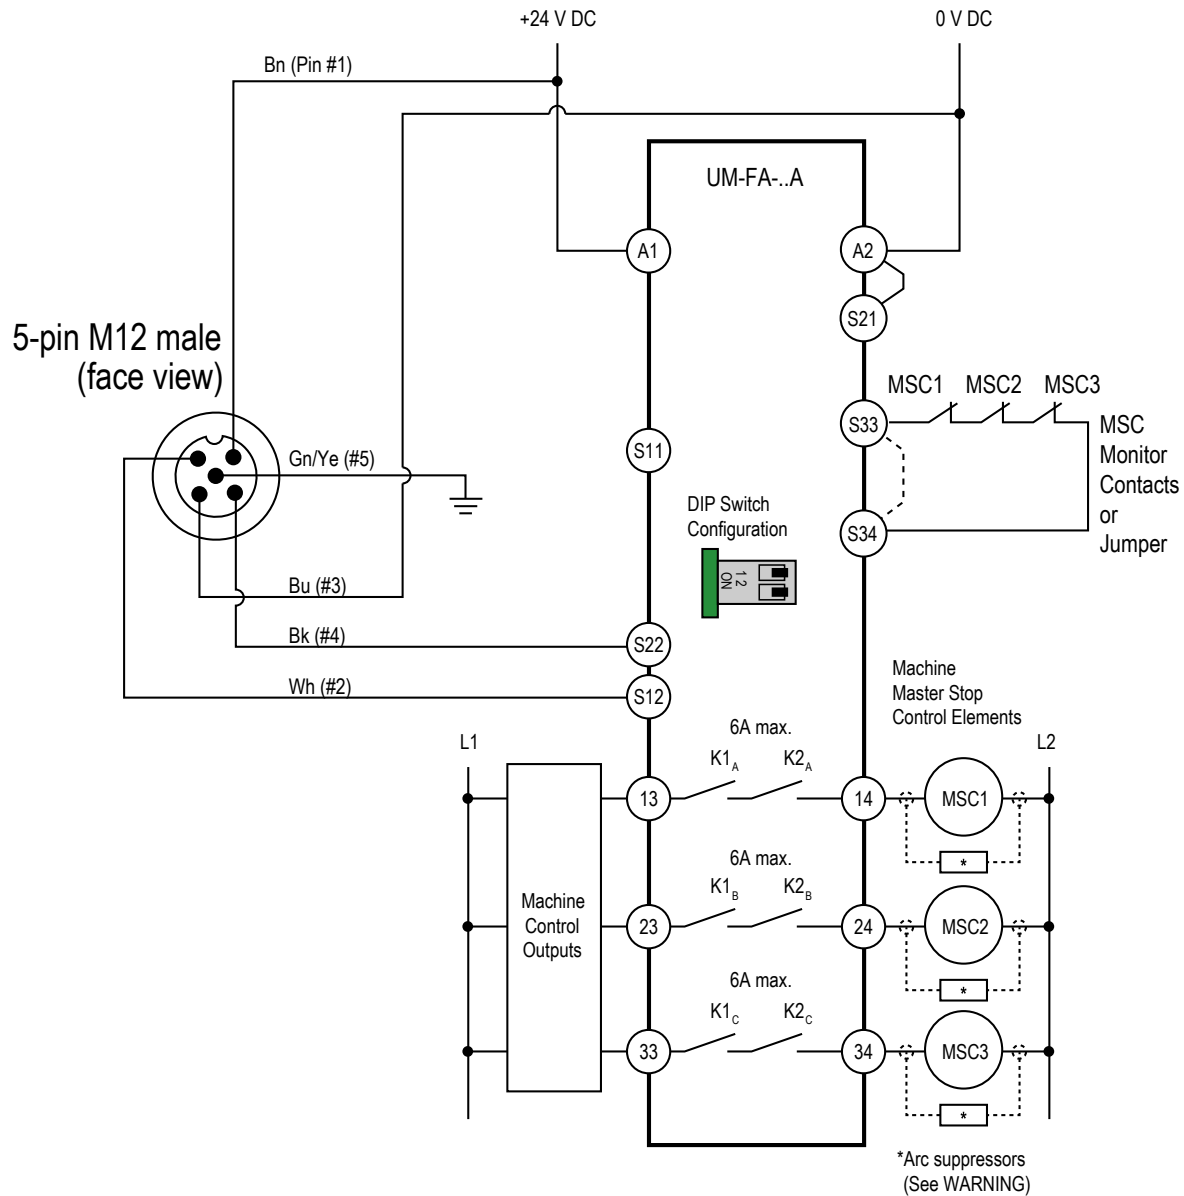 +24 V DC
0 V DC
Bn (Pin #1)
UM-FA-..A
A1
A2
S21
5-pin M12 male
(face view)
MSC1 MSC2 MSC3
S33
MSC
Monitor
Contacts
or
Jumper
S11
Gn/Ye (#5)
DIP Switch
Configuration
S34
1 2
ON
Bu (#3)
Bk (#4)
S22
Wh (#2)
S12
Machine
Master Stop
Control Elements
L1
L2
6A max.
K1A K2A
13
14
MSC1
*
6A max.
K1B K2B
Machine
Control
Outputs
23
24
MSC2
*
6A max.
K1C K2C
33
34
MSC3
*
*Arc suppressors
(See WARNING)